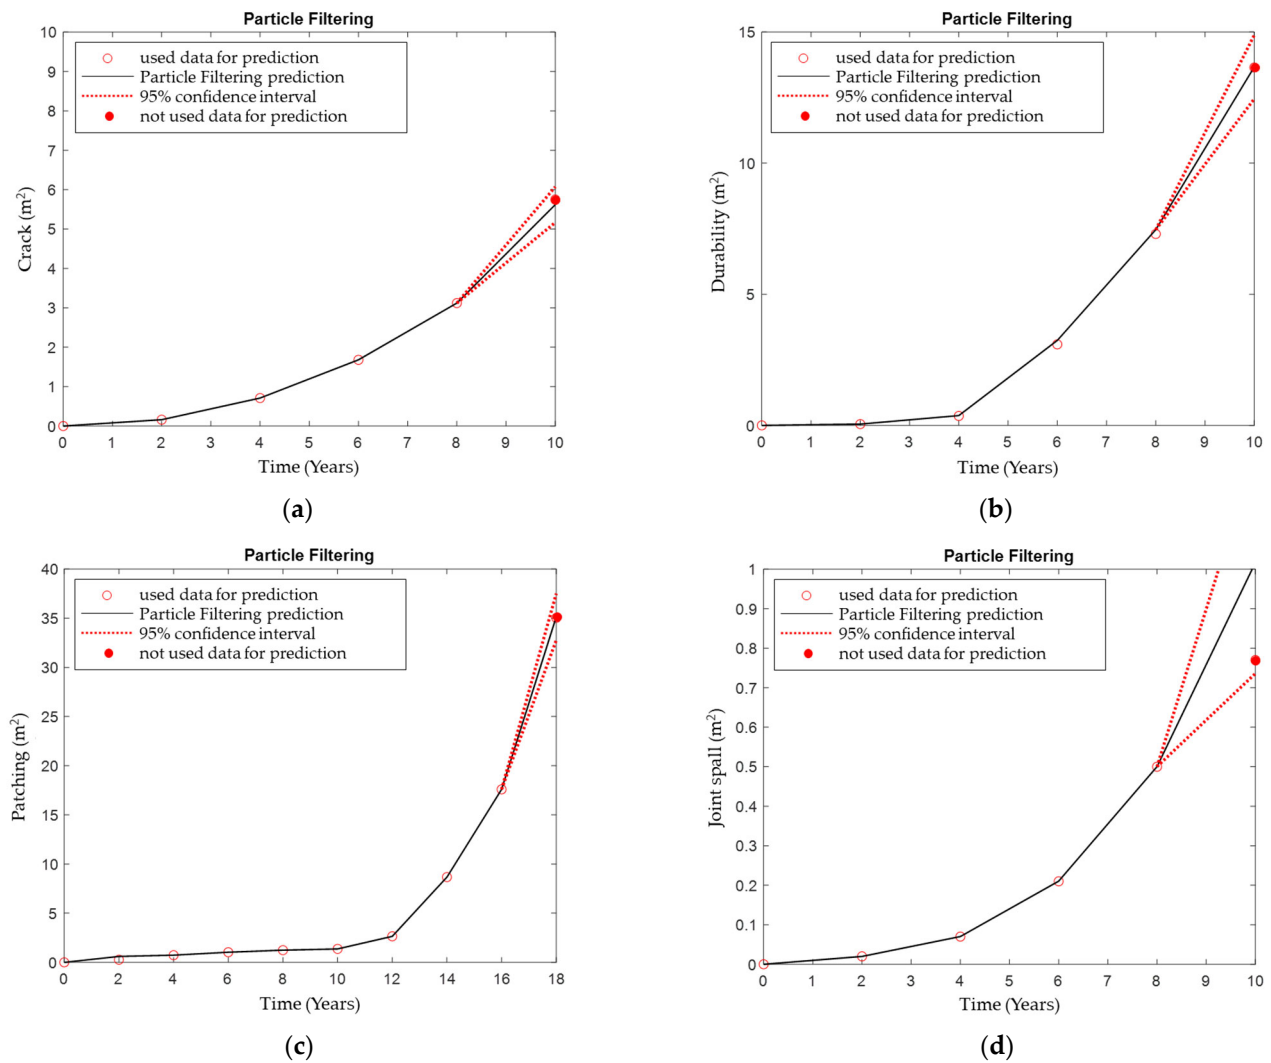 Particle Filtering
10
9
8
7
6
5
4
3
2
1
0
used data for prediction
Particle Filtering prediction
95% confidence interval
not used data for prediction
Crack (m²)
0 1 2 3 4 5 6 7 8 9 10
Time (Years)
(a)
Particle Filtering
15
10
5
0
used data for prediction
Particle Filtering prediction
95% confidence interval
not used data for prediction
Durability (m²)
0 1 2 3 4 5 6 7 8 9 10
Time (Years)
(b)
Particle Filtering
40
35
30
25
20
15
10
5
0
used data for prediction
Particle Filtering prediction
95% confidence interval
not used data for prediction
Patching (m²)
0 2 4 6 8 10 12 14 16 18
Time (Years)
(c)
Particle Filtering
1
0.9
0.8
0.7
0.6
0.5
0.4
0.3
0.2
0.1
0
used data for prediction
Particle Filtering prediction
95% confidence interval
not used data for prediction
Joint spall (m²)
0 1 2 3 4 5 6 7 8 9 10
Time (Years)
(d)